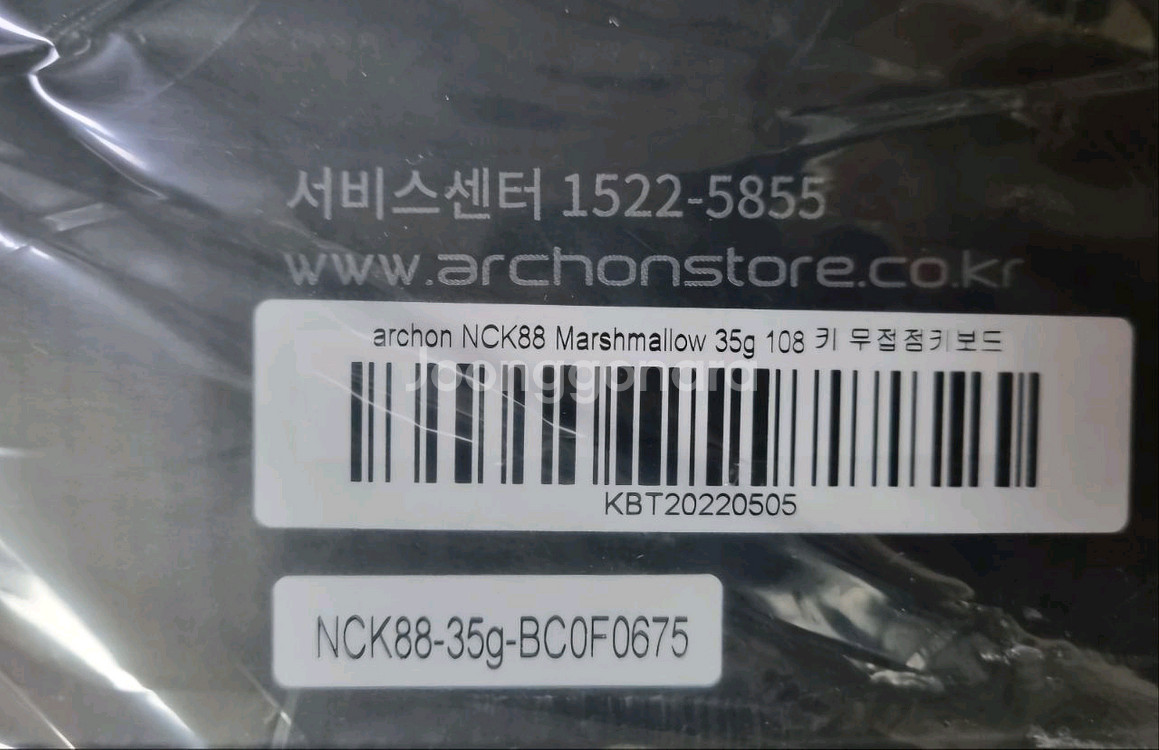 서비스센터 1522-5855
www.archonstore.co.kr
archon NCK88 Marshmallow 35g 108 키 무접점키보드
Joonggonara
KBT20220505
NCK88-35g-BC0F0675